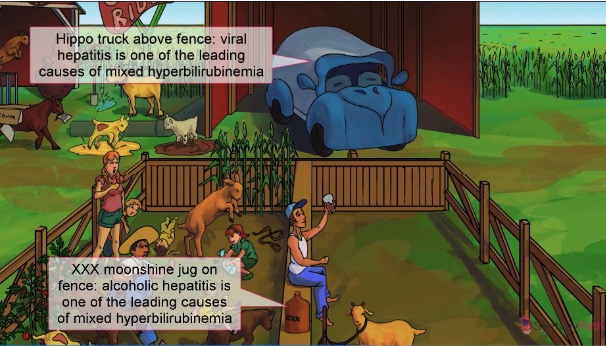 RID
Hippo truck above fence: viral
hepatitis is one of the leading
causes of mixed hyperbilirubinemia
XXX moonshine jug on
fence: alcoholic hepatitis is
one of the leading causes
of mixed hyperbilirubinemia
XXX